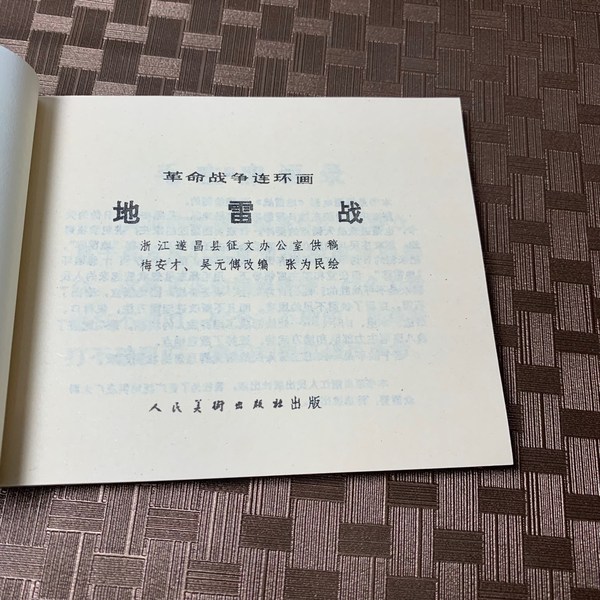 革命战争连环画
地雷战
浙江遂昌县征文办公室供稿
梅安才、吴元傅改编 张为民绘
人民美術出版社出版